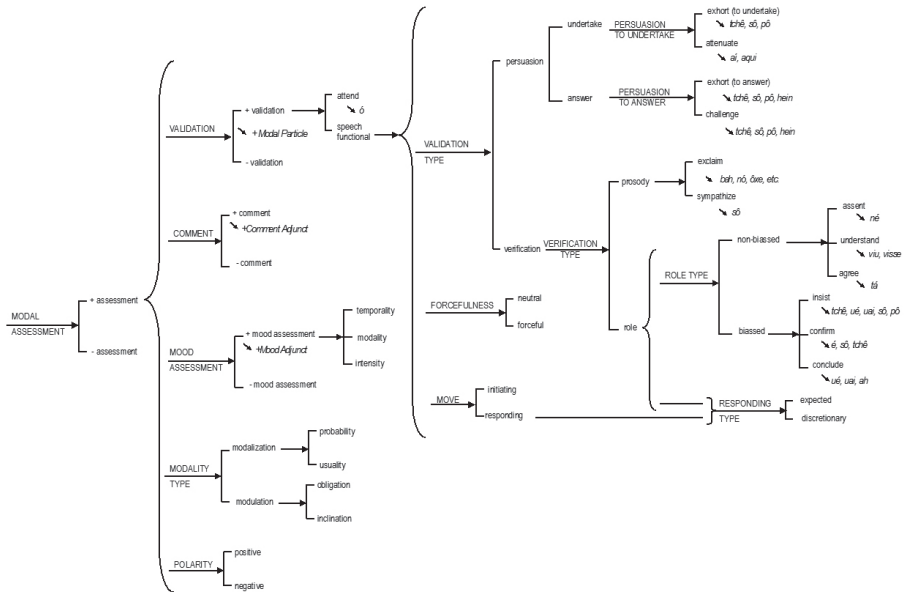 MODAL
ASSESSMENT
+ assessment
- assessment
VALIDATION
+ validation
+ Modal Particle
- validation
attend
ó
speech
functional
COMMENT
+ comment
+Comment Adjunct
- comment
MOOD
ASSESSMENT
+ mood assessment
+Mood Adjunct
- mood assessment
temporality
modality
intensity
MODALITY
TYPE
modalization
modulation
probability
usuality
obligation
inclination
POLARITY
positive
negative
VALIDATION
TYPE
persuasion
undertake
PERSUASION
TO UNDERTAKE
exhort (to undertake)
tchê, sô, pô
attenuate
aí, aqui
answer
PERSUASION
TO ANSWER
exhort (to answer)
tchê, sô, pô, hein
challenge
tchê, sô, pô, hein
verification
VERIFICATION
TYPE
prosody
exclaim
bah, nó, ôxe, etc.
sympathize
sô
role
ROLE TYPE
non-biassed
assent
né
understand
viu, visse
agree
tá
biassed
insist
tchê, ué, uai, sô, pô
confirm
é, sô, tchê
conclude
ué, uai, ah
FORCEFULNESS
neutral
forceful
MOVE
initiating
responding
RESPONDING
TYPE
expected
discretionary